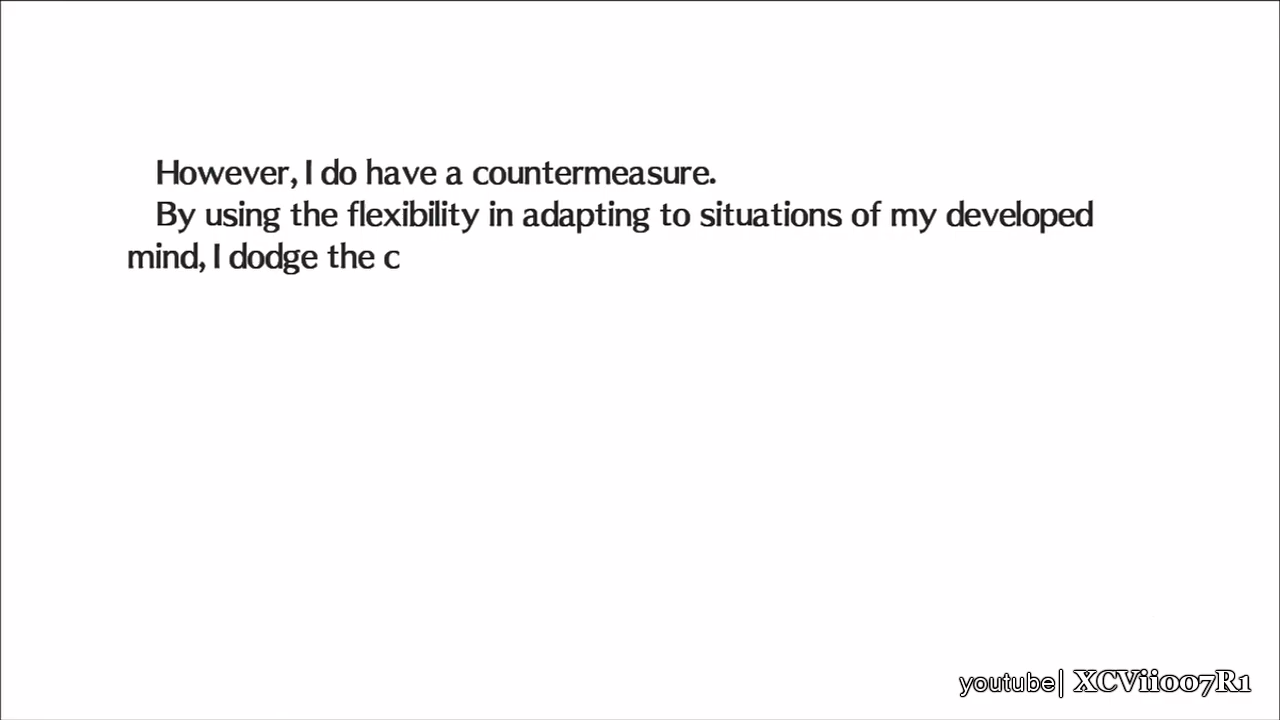 However, I do have a countermeasure.
By using the flexibility in adapting to situations of my developed
mind, I dodge the c
youtube| XCVii007R1